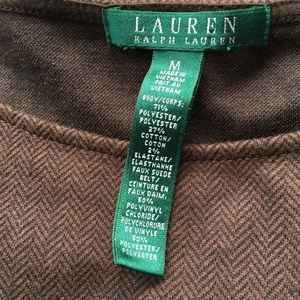 LAUREN
RALPH LAUREN
M
MADE IN
VIETNAM
FAIT AU
VIETNAM
BODY/CORPS:
71%
POLYESTER/
POLYESTER
27%
COTTON/
COTON
2%
ELASTANE/
ELASTHANNE
FAUX SUEDE
BELT/
CEINTURE EN
FAUX DAIM:
50%
POLYVINYL
CHLORIDE/
POLYCHLORURE
DE VINYLE
50%
POLYESTER/
POLYESTER